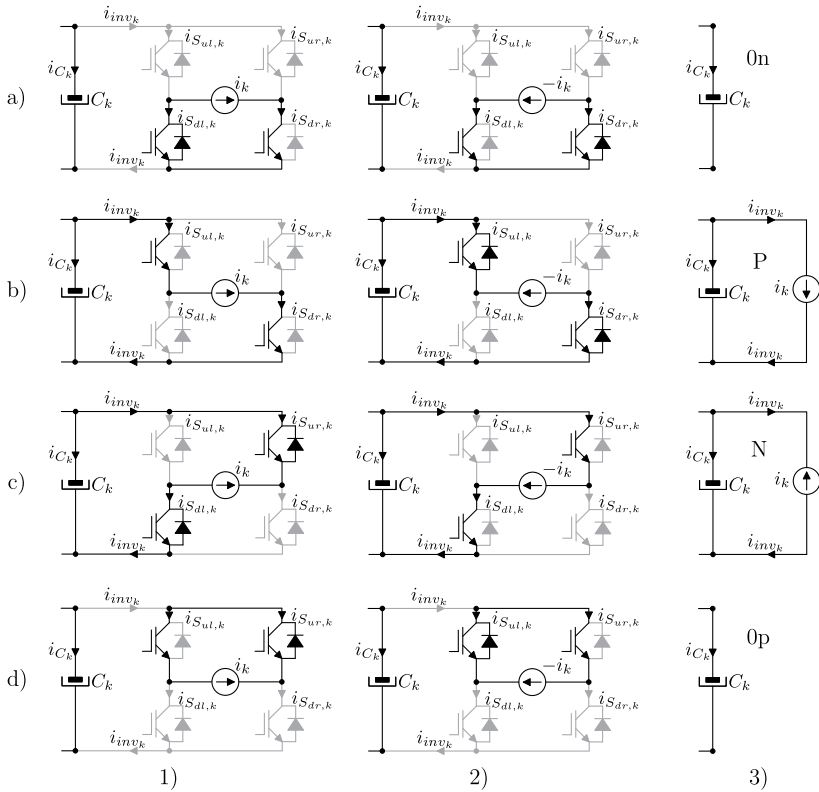 i_{inv_k} i_{inv_k}
i_{S_{ul,k}} i_{S_{ur,k}} i_{S_{ul,k}} i_{S_{ur,k}} 0n
i_{C_k} i_{C_k} i_{C_k}
a) C_k i_k C_k −i_k C_k
i_{S_{dl,k}} i_{S_{dr,k}} i_{S_{dl,k}} i_{S_{dr,k}}
i_{inv_k} i_{inv_k}
i_{inv_k} i_{inv_k} i_{inv_k}
i_{S_{ul,k}} i_{S_{ur,k}} i_{S_{ul,k}} i_{S_{ur,k}}
i_{C_k} i_{C_k} i_{C_k} P
b) C_k i_k C_k −i_k C_k i_k
i_{S_{dl,k}} i_{S_{dr,k}} i_{S_{dl,k}} i_{S_{dr,k}}
i_{inv_k} i_{inv_k} i_{inv_k}
i_{inv_k} i_{inv_k} i_{inv_k}
i_{S_{ul,k}} i_{S_{ur,k}} i_{S_{ul,k}} i_{S_{ur,k}}
i_{C_k} i_{C_k} i_{C_k} N
c) C_k i_k C_k −i_k C_k i_k
i_{S_{dl,k}} i_{S_{dr,k}} i_{S_{dl,k}} i_{S_{dr,k}}
i_{inv_k} i_{inv_k} i_{inv_k}
i_{inv_k} i_{inv_k}
i_{S_{ul,k}} i_{S_{ur,k}} i_{S_{ul,k}} i_{S_{ur,k}} 0p
i_{C_k} i_{C_k} i_{C_k}
d) C_k i_k C_k −i_k C_k
i_{S_{dl,k}} i_{S_{dr,k}} i_{S_{dl,k}} i_{S_{dr,k}}
i_{inv_k} i_{inv_k}
1) 2) 3)